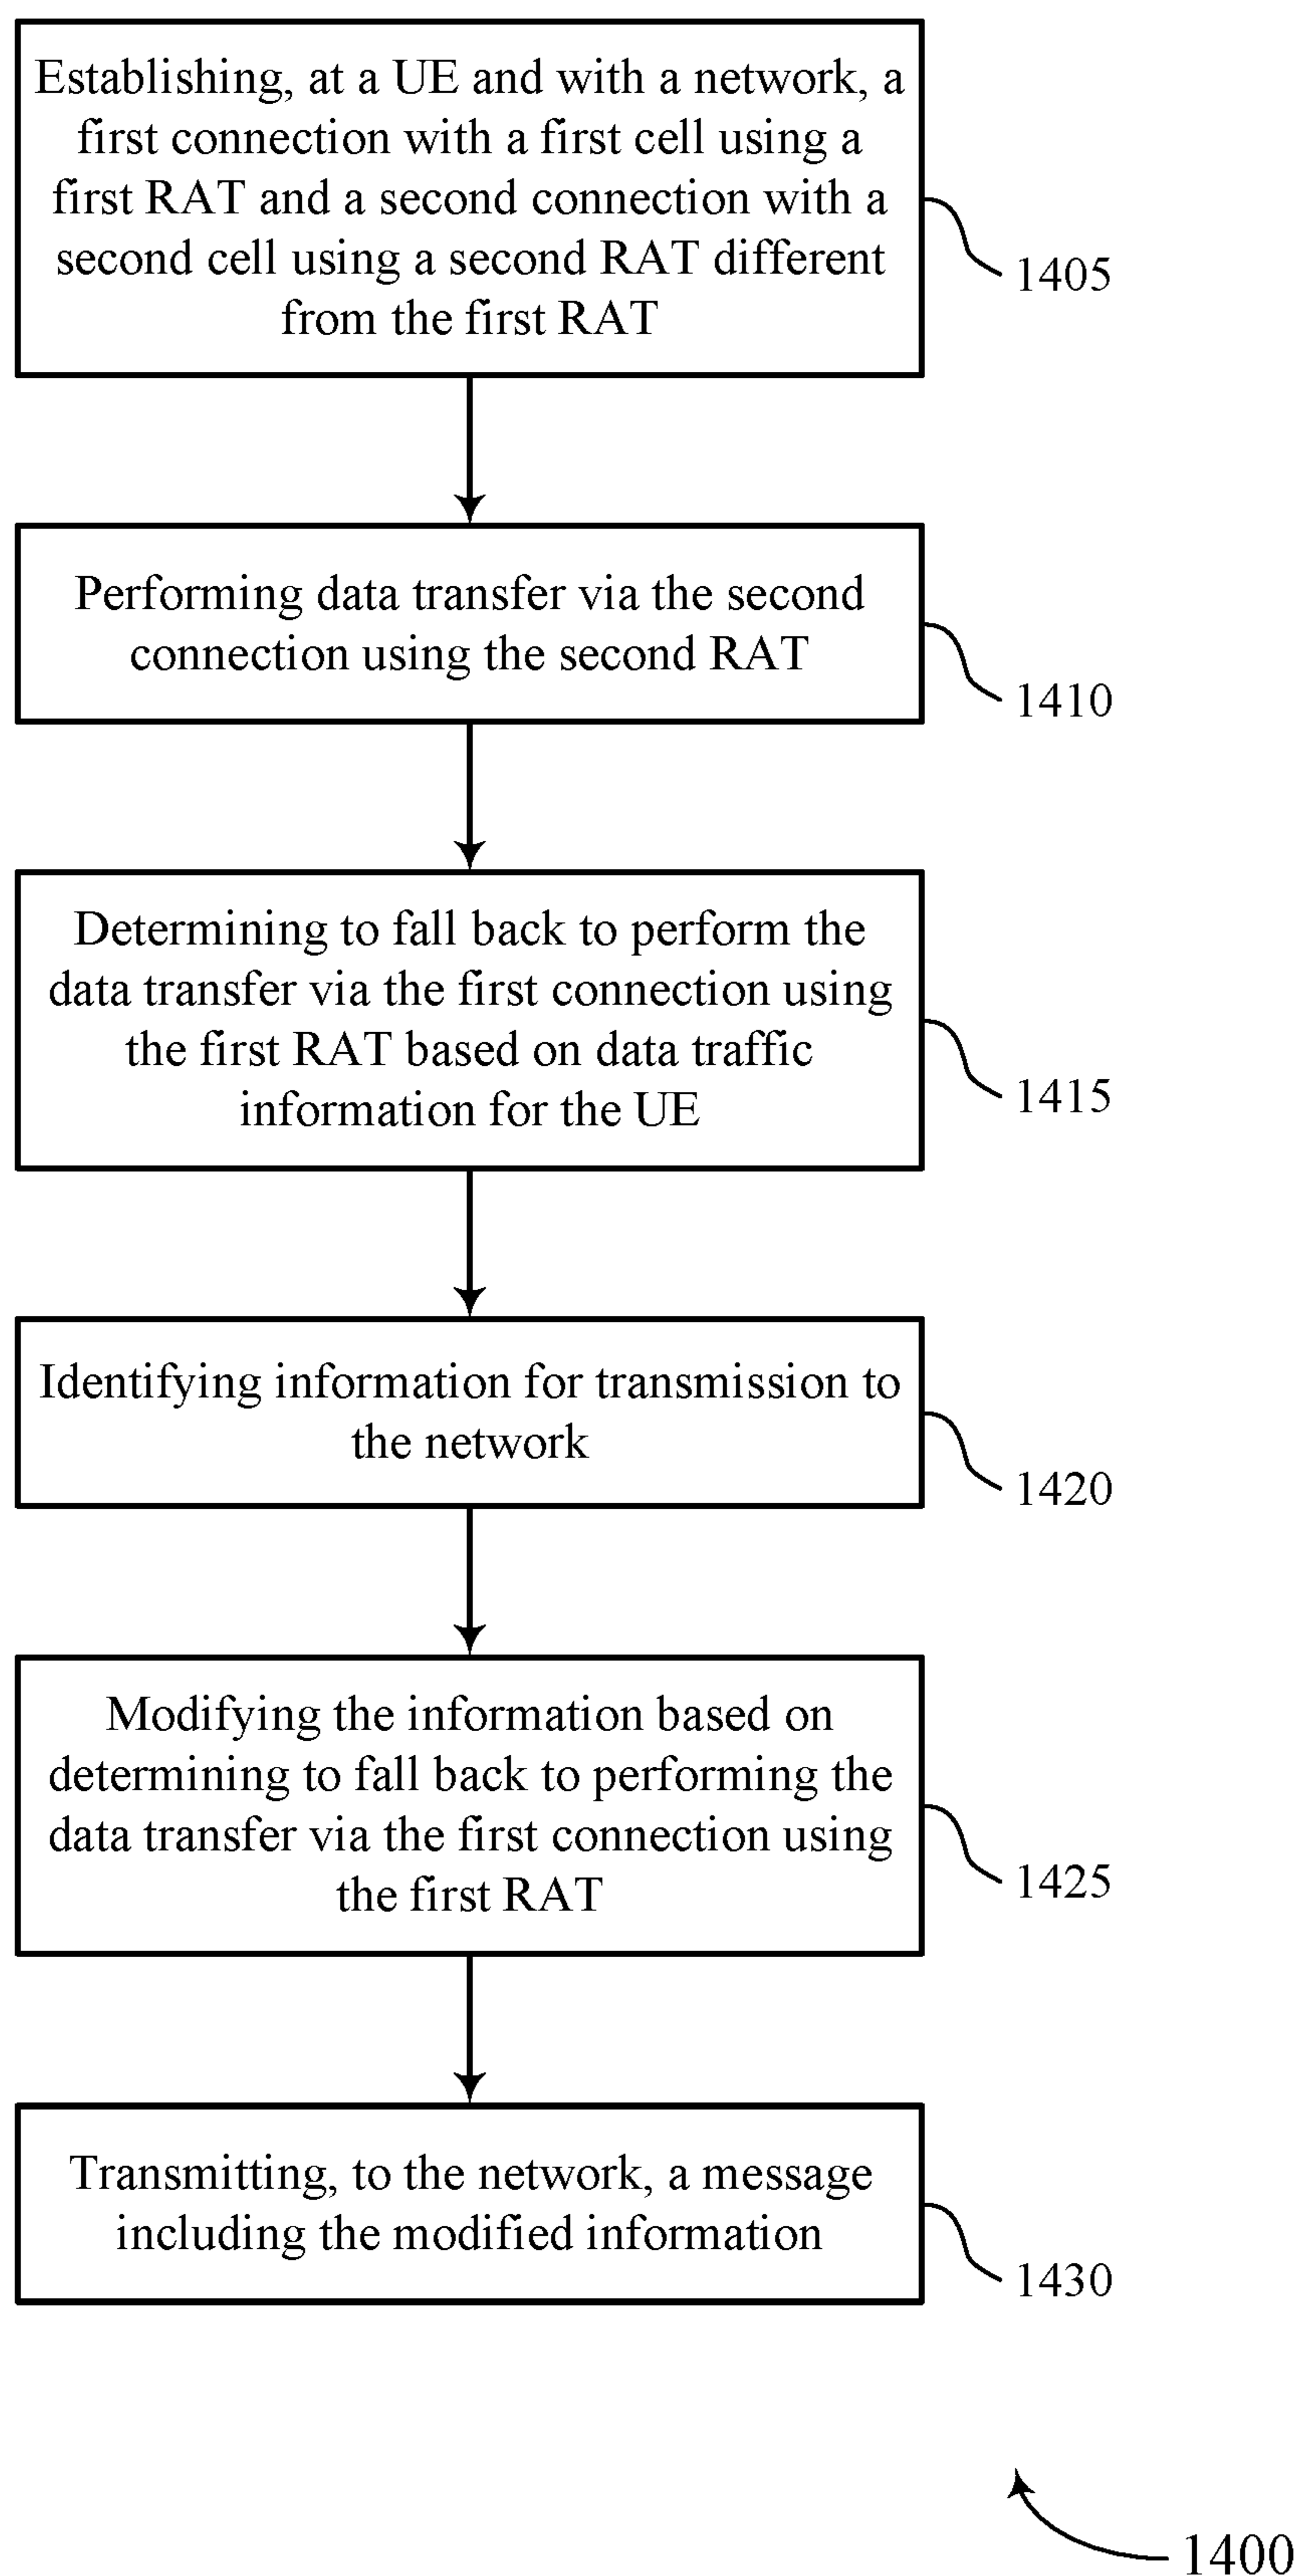 Establishing, at a UE and with a network, a
first connection with a first cell using a
first RAT and a second connection with a
second cell using a second RAT different
from the first RAT
1405
Performing data transfer via the second
connection using the second RAT
1410
Determining to fall back to perform the
data transfer via the first connection using
the first RAT based on data traffic
information for the UE
1415
Identifying information for transmission to
the network
1420
Modifying the information based on
determining to fall back to performing the
data transfer via the first connection using
the first RAT
1425
Transmitting, to the network, a message
including the modified information
1430
1400